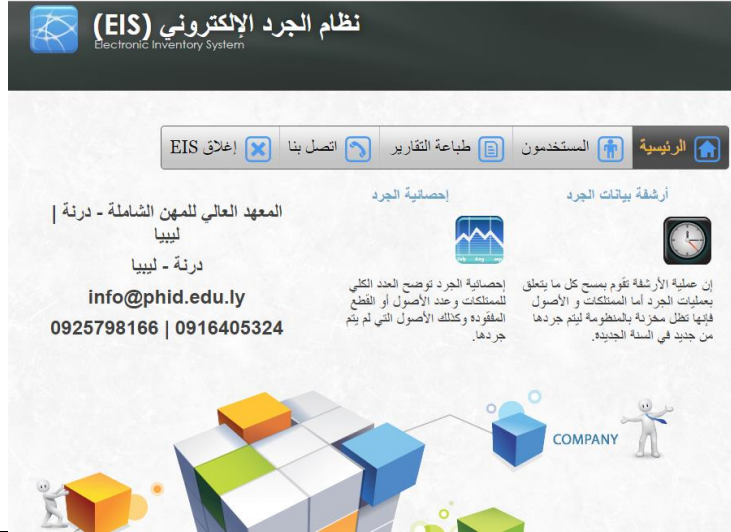 نظام الجرد الإلكتروني (EIS)
Electronic Inventory System
الرئيسية
المستخدمون
طباعة التقارير
اتصل بنا
إغلاق EIS
أرشفة بيانات الجرد
إن عملية الأرشفة تقوم بمسح كل ما يتعلق
بعمليات الجرد أما الممتلكات و الأصول
فإنها تظل مخزنة بالمنظومة ليتم جردها
من جديد في السنة الجديدة.
إحصائية الجرد
إحصائية الجرد توضح العدد الكلي
للممتلكات وعدد الأصول أو القطع
المفقوده وكذلك الأصول التي لم يتم
جردها.
المعهد العالي للمهن الشاملة - درنة |
ليبيا
درنة - ليبيا
info@phid.edu.ly
0925798166 | 0916405324
COMPANY